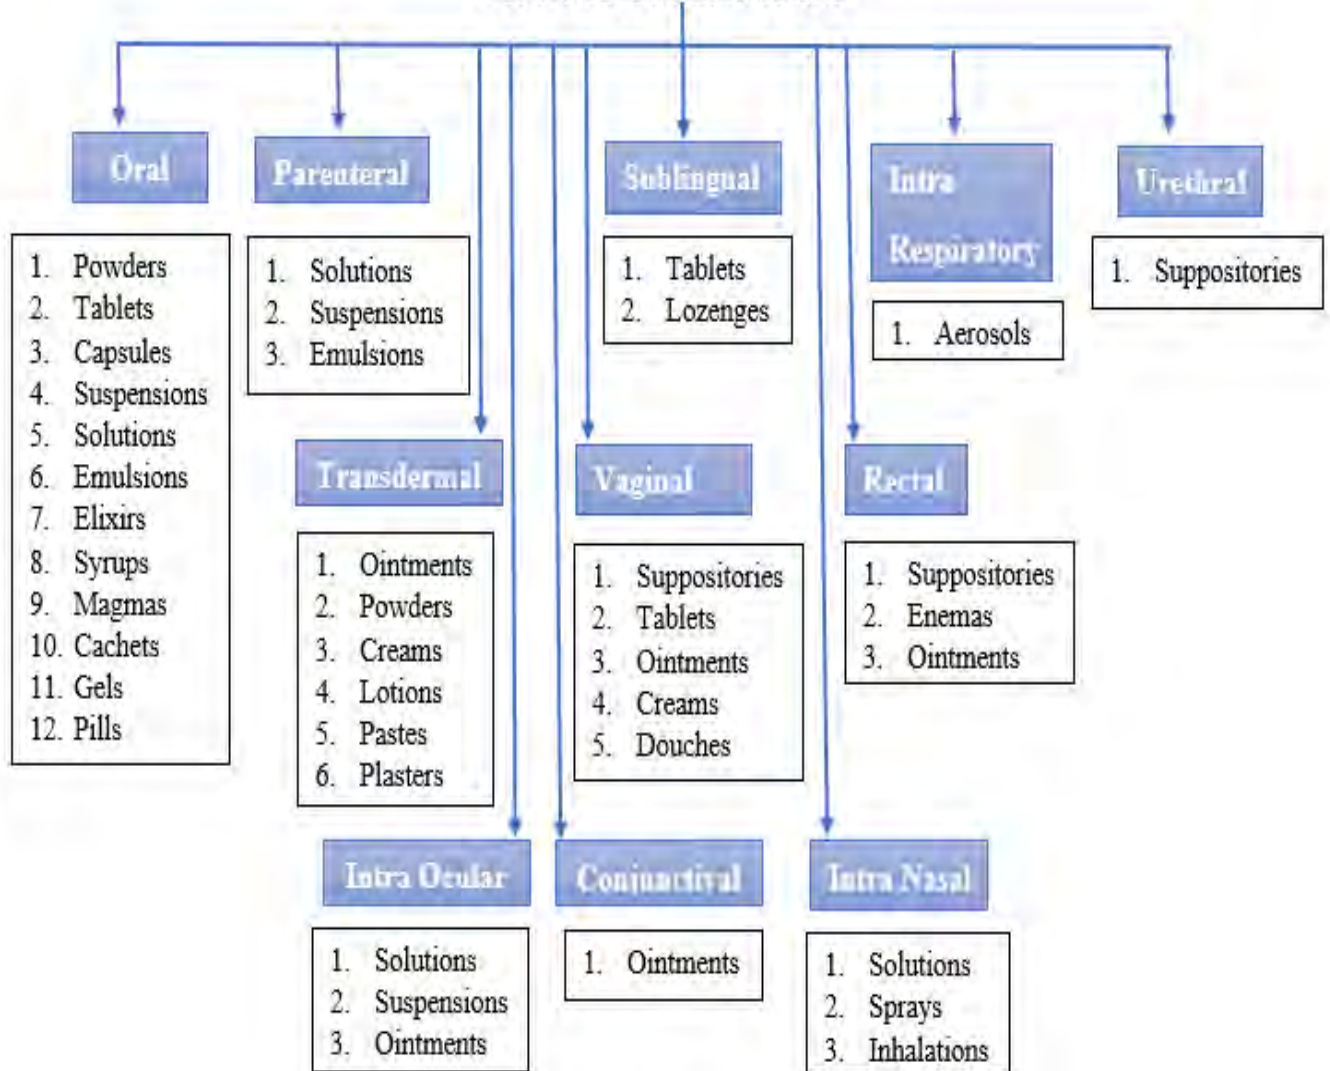 Oral
1. Powders
2. Tablets
3. Capsules
4. Suspensions
5. Solutions
6. Emulsions
7. Elixirs
8. Syrups
9. Magmas
10. Cachets
11. Gels
12. Pills
Parenteral
1. Solutions
2. Suspensions
3. Emulsions
Sublingual
1. Tablets
2. Lozenges
Intra
Respiratory
1. Aerosols
Urethral
1. Suppositories
Transdermal
1. Ointments
2. Powders
3. Creams
4. Lotions
5. Pastes
6. Plasters
Vaginal
1. Suppositories
2. Tablets
3. Ointments
4. Creams
5. Douches
Rectal
1. Suppositories
2. Enemas
3. Ointments
Intra Ocular
1. Solutions
2. Suspensions
3. Ointments
Conjunctival
1. Ointments
Intra Nasal
1. Solutions
2. Sprays
3. Inhalations